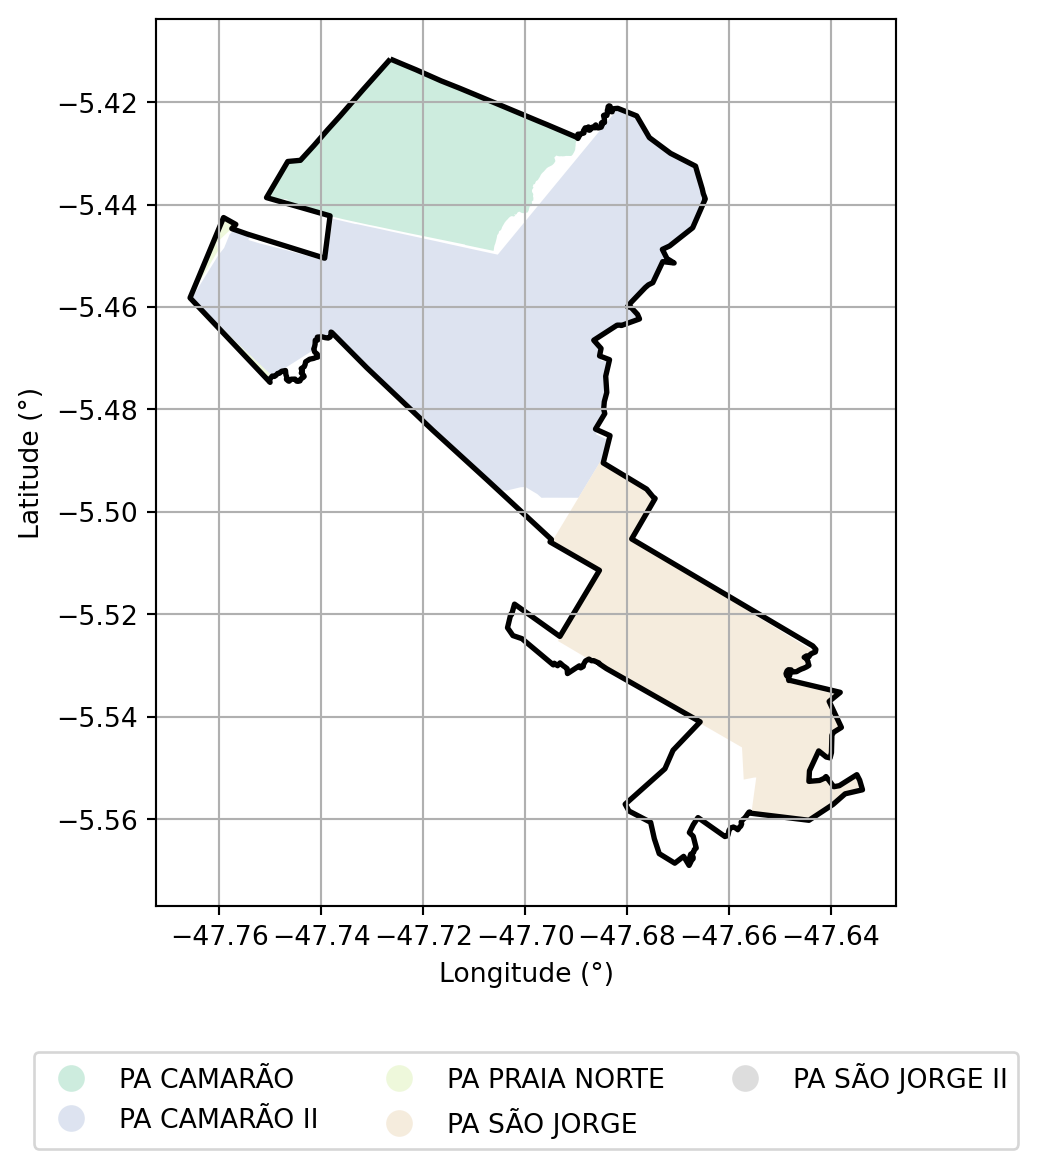 −5.42
−5.44
−5.46
−5.48
−5.50
−5.52
−5.54
−5.56
Latitude (°)
−47.76 −47.74 −47.72 −47.70 −47.68 −47.66 −47.64
Longitude (°)
PA CAMARÃO PA PRAIA NORTE PA SÃO JORGE II
PA CAMARÃO II PA SÃO JORGE